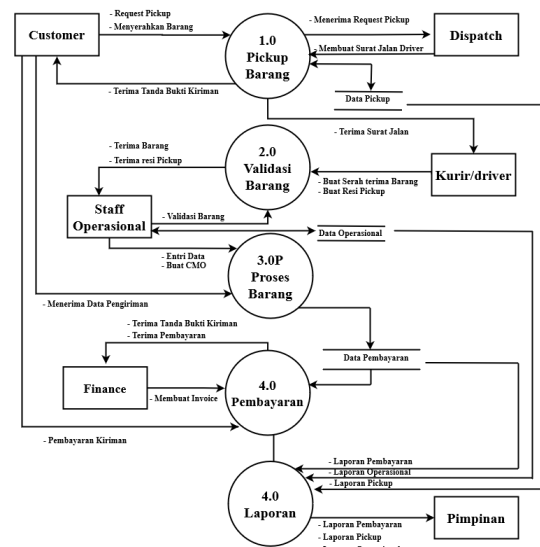 - Request Pickup
- Menyerahkan Barang
- Menerima Request Pickup
Customer
1.0
Pickup
Barang
Dispatch
- Membuat Surat Jalan Driver
- Terima Tanda Bukti Kiriman
Data Pickup
- Terima Surat Jalan
- Terima Barang
- Terima resi Pickup
2.0
Validasi
Barang
Kurir/driver
- Buat Serah terima Barang
- Buat Resi Pickup
Staff
Operasional
- Validasi Barang
Data Operasional
- Entri Data
- Buat CMO
3.0P
Proses
Barang
- Menerima Data Pengiriman
- Terima Tanda Bukti Kiriman
- Terima Pembayaran
Data Pembayaran
Finance
- Membuat Invoice
4.0
Pembayaran
- Pembayaran Kiriman
- Laporan Pembayaran
- Laporan Operasional
- Laporan Pickup
4.0
Laporan
Pimpinan
- Laporan Pembayaran
- Laporan Pickup